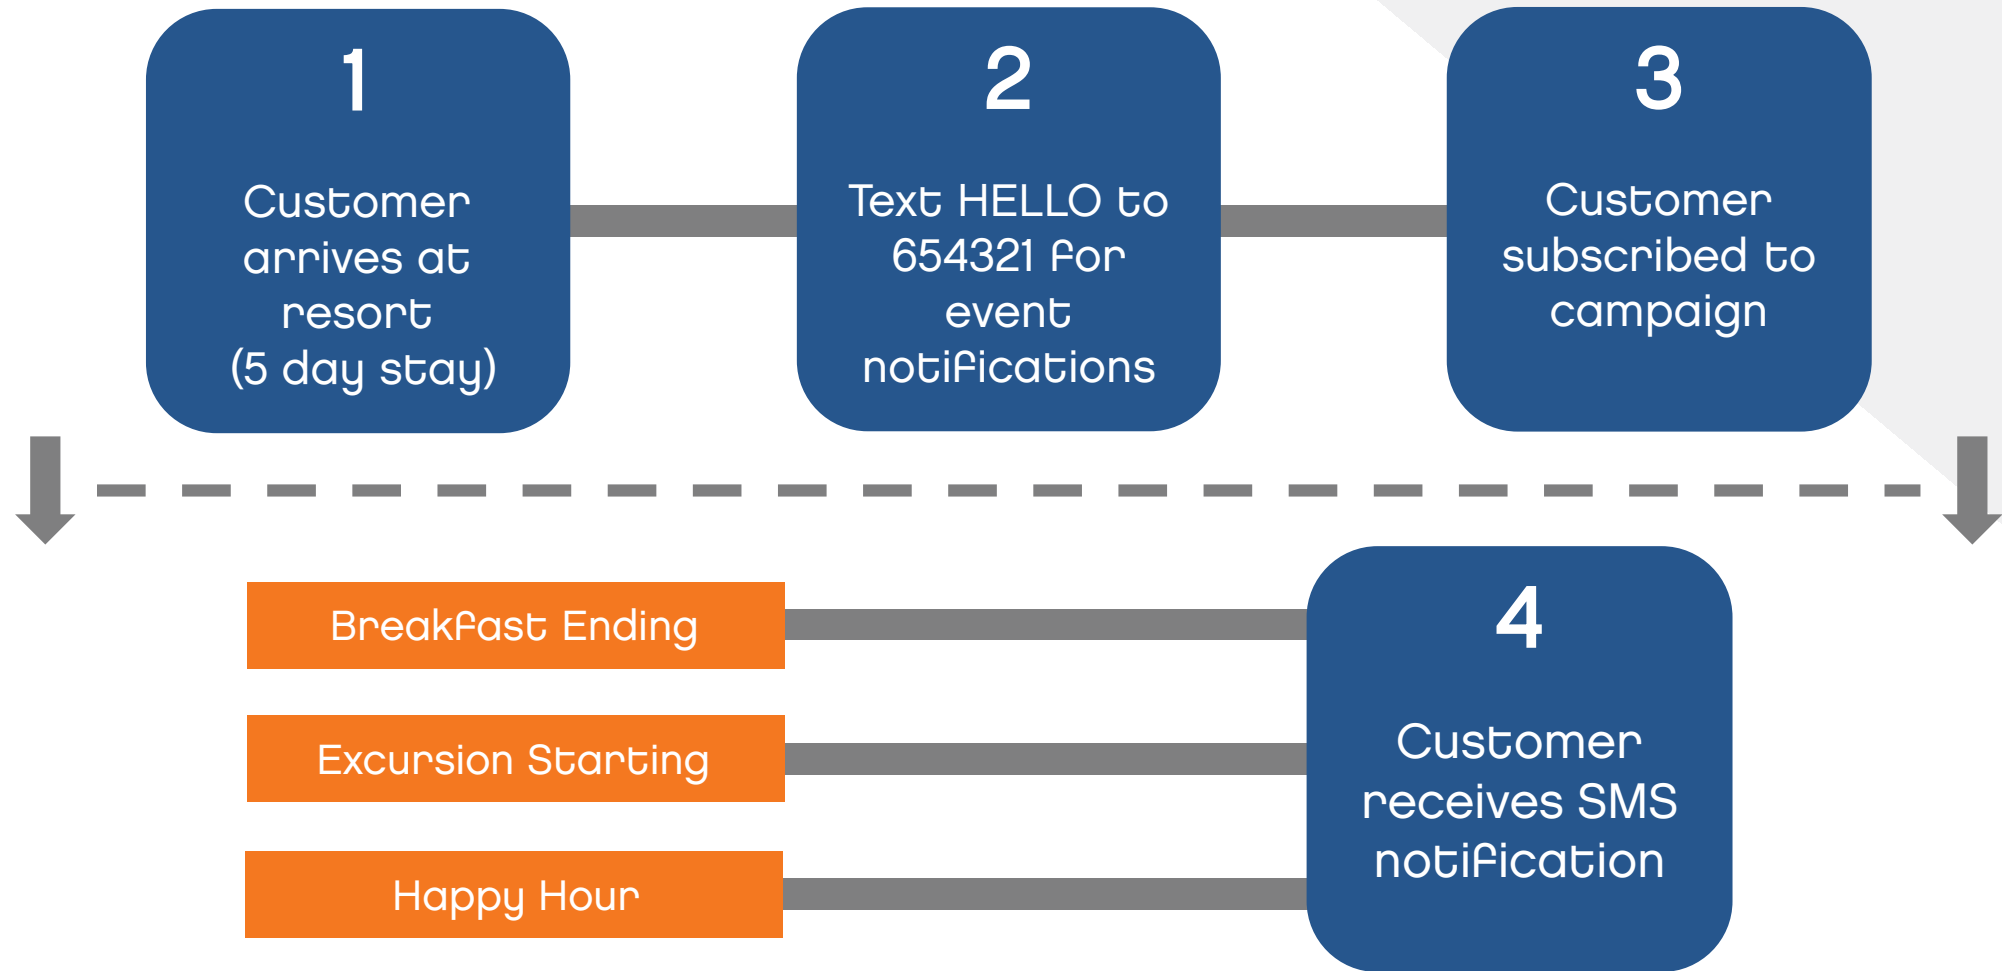 1
Customer
arrives at
resort
(5 day stay)
2
Text HELLO to
654321 for
event
notifications
3
Customer
subscribed to
campaign
Breakfast Ending
Excursion Starting
Happy Hour
4
Customer
receives SMS
notification